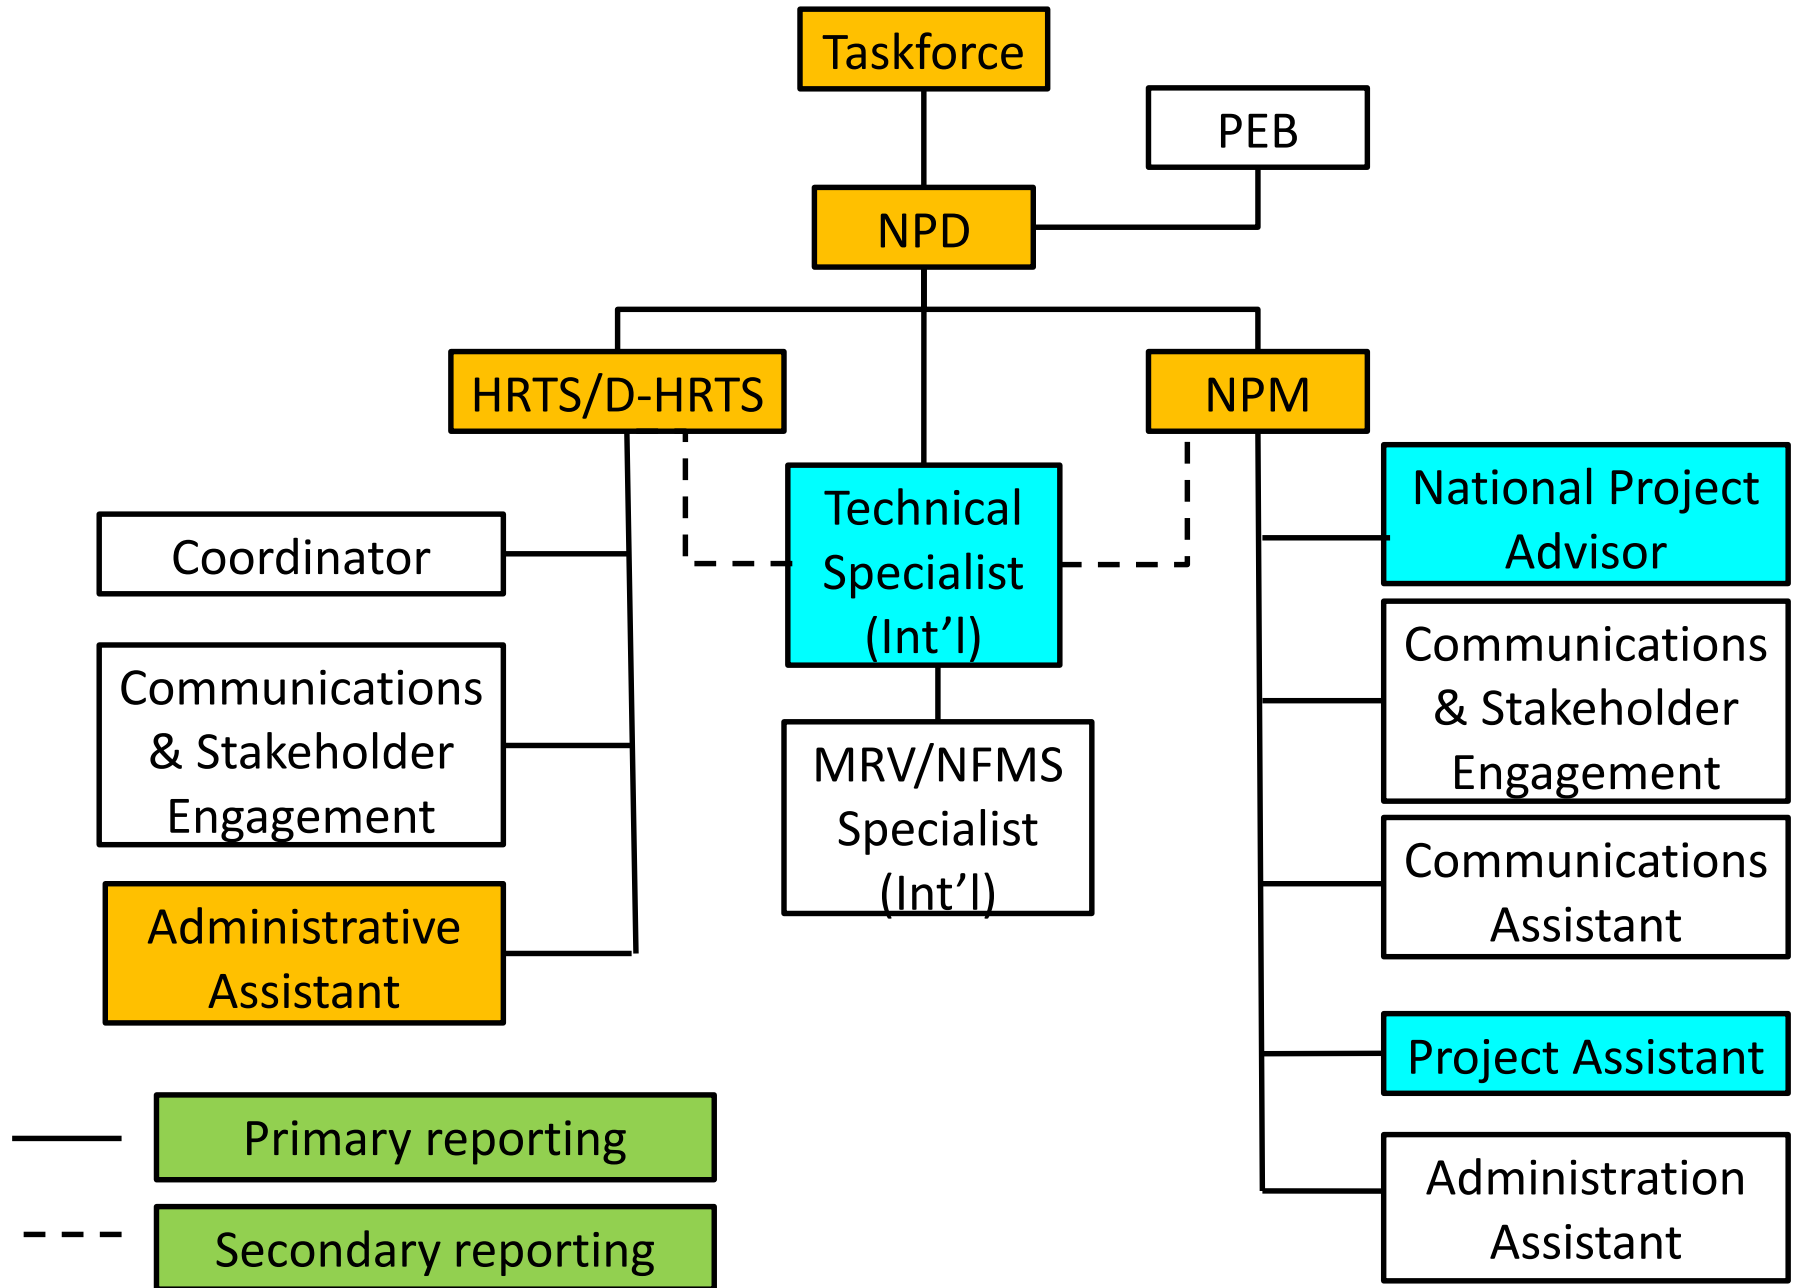 Taskforce
PEB
NPD
HRTS/D-HRTS
NPM
Technical
Specialist
(Int’l)
MRV/NFMS
Specialist
(Int’l)
Coordinator
Communications
& Stakeholder
Engagement
Administrative
Assistant
National Project
Advisor
Communications
& Stakeholder
Engagement
Communications
Assistant
Project Assistant
Administration
Assistant
Primary reporting
Secondary reporting